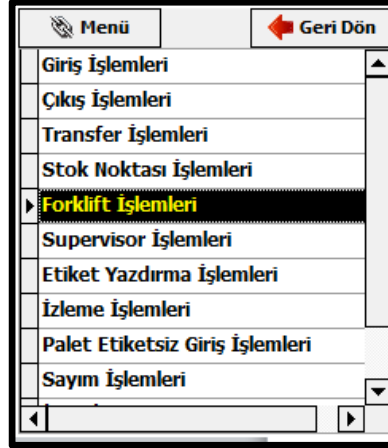 Menü
Geri Dön
Giriş İşlemleri
Çıkış İşlemleri
Transfer İşlemleri
Stok Noktası İşlemleri
Forklift İşlemleri
Supervisor İşlemleri
Etiket Yazdırma İşlemleri
İzleme İşlemleri
Palet Etiketsiz Giriş İşlemleri
Sayım İşlemleri